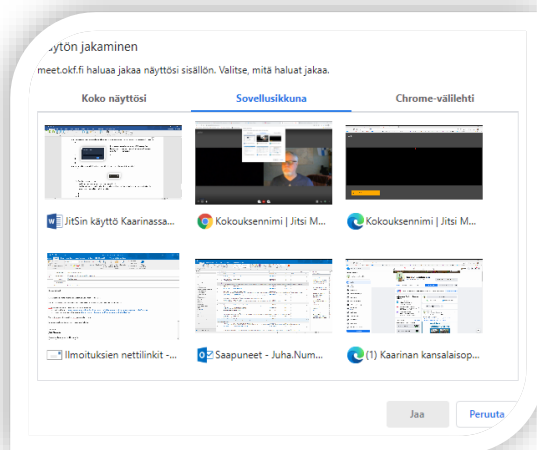 ytön jakaminen
meet.okf.fi haluaa jakaa näyttösi sisällön. Valitse, mitä haluat jakaa.
Koko näyttösi Sovellusikkuna Chrome-välilehti
JitSin käyttö Kaarinassa... Kokouksennimi | Jitsi M... Kokouksennimi | Jitsi M...
Ilmoituksien nettilinkit -... Saapuneet - Juha.Num... (1) Kaarinan kansalaisop...
Jaa Peruuta